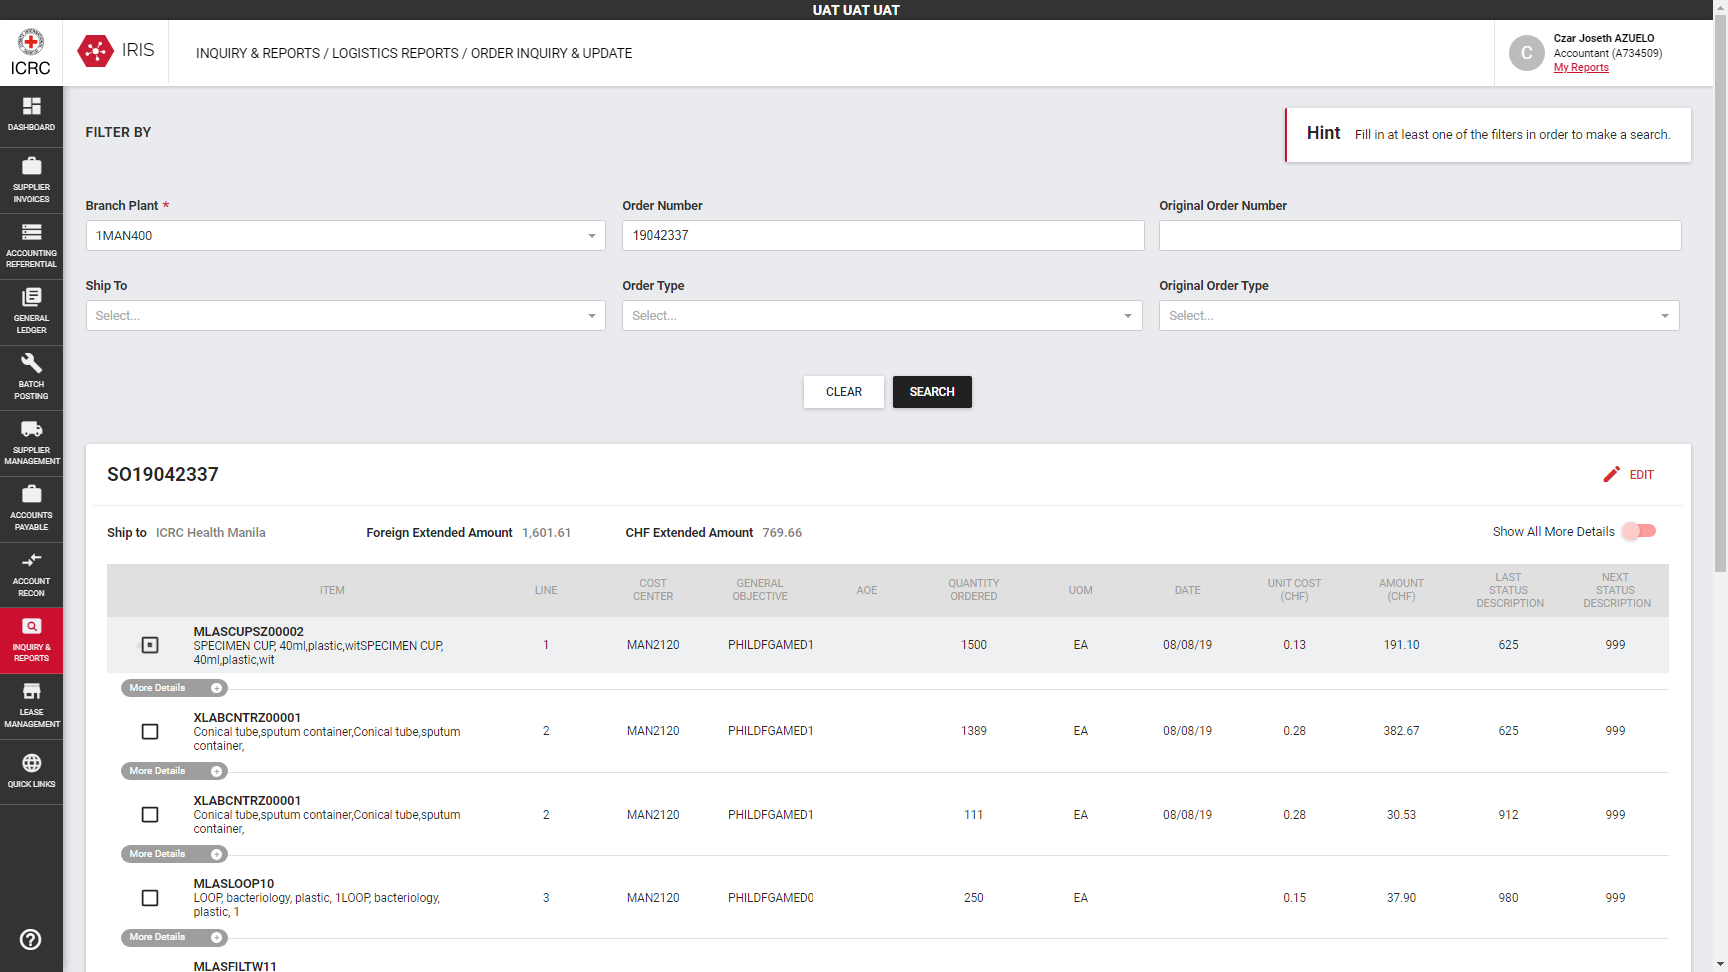 UAT UAT UAT
ICRC
IRIS
INQUIRY & REPORTS / LOGISTICS REPORTS / ORDER INQUIRY & UPDATE
C
Czar Joseth AZUELO
Accountant (A734509)
My Reports
DASHBOARD
SUPPLIER
INVOICES
ACCOUNTING
REFERENTIAL
GENERAL
LEDGER
BATCH
POSTING
SUPPLIER
MANAGEMENT
ACCOUNTS
PAYABLE
ACCOUNT
RECON
INQUIRY &
REPORTS
LEASE
MANAGEMENT
QUICK LINKS
FILTER BY
Hint Fill in at least one of the filters in order to make a search.
Branch Plant * Order Number Original Order Number
1MAN400 19042337
Ship To Order Type Original Order Type
Select... Select... Select...
CLEAR SEARCH
SO19042337 EDIT
Ship to ICRC Health Manila Foreign Extended Amount 1,601.61 CHF Extended Amount 769.66 Show All More Details
ITEM LINE COST CENTER GENERAL OBJECTIVE AOE QUANTITY ORDERED UOM DATE UNIT COST (CHF) AMOUNT (CHF) LAST STATUS DESCRIPTION NEXT STATUS DESCRIPTION
MLASCUPSZ00002
SPECIMEN CUP, 40ml,plastic,witSPECIMEN CUP, 1 MAN2120 PHILDFGAMED1 1500 EA 08/08/19 0.13 191.10 625 999
40ml,plastic,wit
More Details
XLABCNTRZ00001
Conical tube,sputum container,Conical tube,sputum 2 MAN2120 PHILDFGAMED1 1389 EA 08/08/19 0.28 382.67 625 999
container,
More Details
XLABCNTRZ00001
Conical tube,sputum container,Conical tube,sputum 2 MAN2120 PHILDFGAMED1 111 EA 08/08/19 0.28 30.53 912 999
container,
More Details
MLASLOOP10
LOOP, bacteriology, plastic, 1LOOP, bacteriology, 3 MAN2120 PHILDFGAMED0 250 EA 0.15 37.90 980 999
plastic, 1
More Details
MLASFILTW11